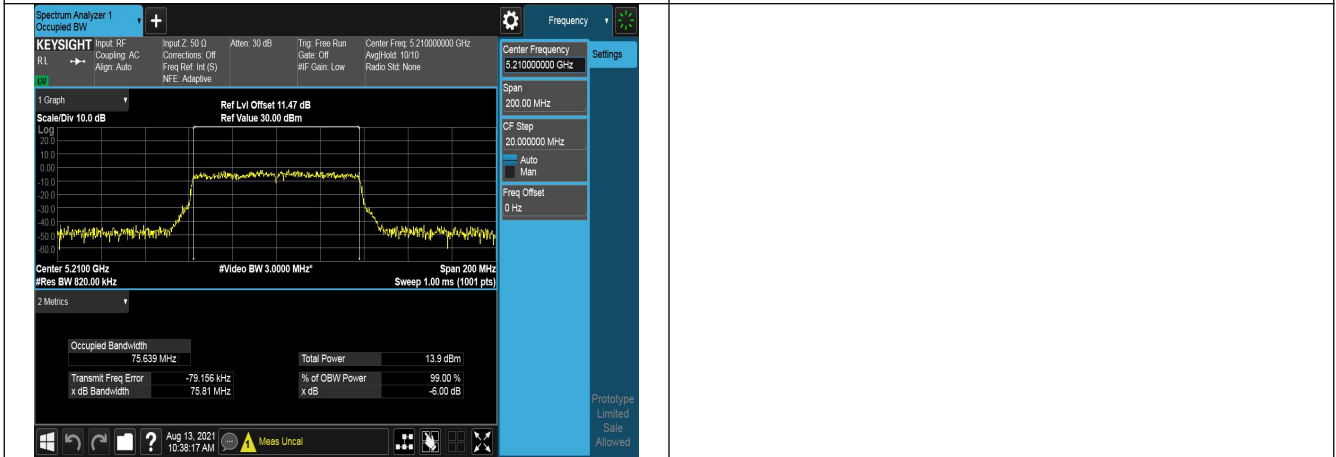 Spectrum Analyzer 1
Occupied BW
+
Frequency
KEYSIGHT
RL
LXI
Input: RF
Coupling: AC
Align: Auto
Input Z: 50 Ω
Corrections: Off
Freq Ref: Int (S)
NFE: Adaptive
Atten: 30 dB
Trig: Free Run
Gate: Off
#IF Gain: Low
Center Freq: 5.210000000 GHz
Avg|Hold: 10/10
Radio Std: None
1 Graph
Scale/Div 10.0 dB
Ref Lvl Offset 11.47 dB
Ref Value 30.00 dBm
Log
20.0
10.0
0.00
-10.0
-20.0
-30.0
-40.0
-50.0
-60.0
Center 5.2100 GHz
#Res BW 820.00 kHz
#Video BW 3.0000 MHz*
Span 200 MHz
Sweep 1.00 ms (1001 pts)
2 Metrics
Occupied Bandwidth
75.639 MHz
Total Power 13.9 dBm
Transmit Freq Error -79.156 kHz
% of OBW Power 99.00 %
x dB Bandwidth 75.81 MHz
x dB -6.00 dB
Aug 13, 2021
10:38:17 AM
?
1 Meas Uncal
Center Frequency
5.210000000 GHz
Span
200.00 MHz
CF Step
20.000000 MHz
Auto
Man
Freq Offset
0 Hz
Settings
Prototype
Limited
Sale
Allowed